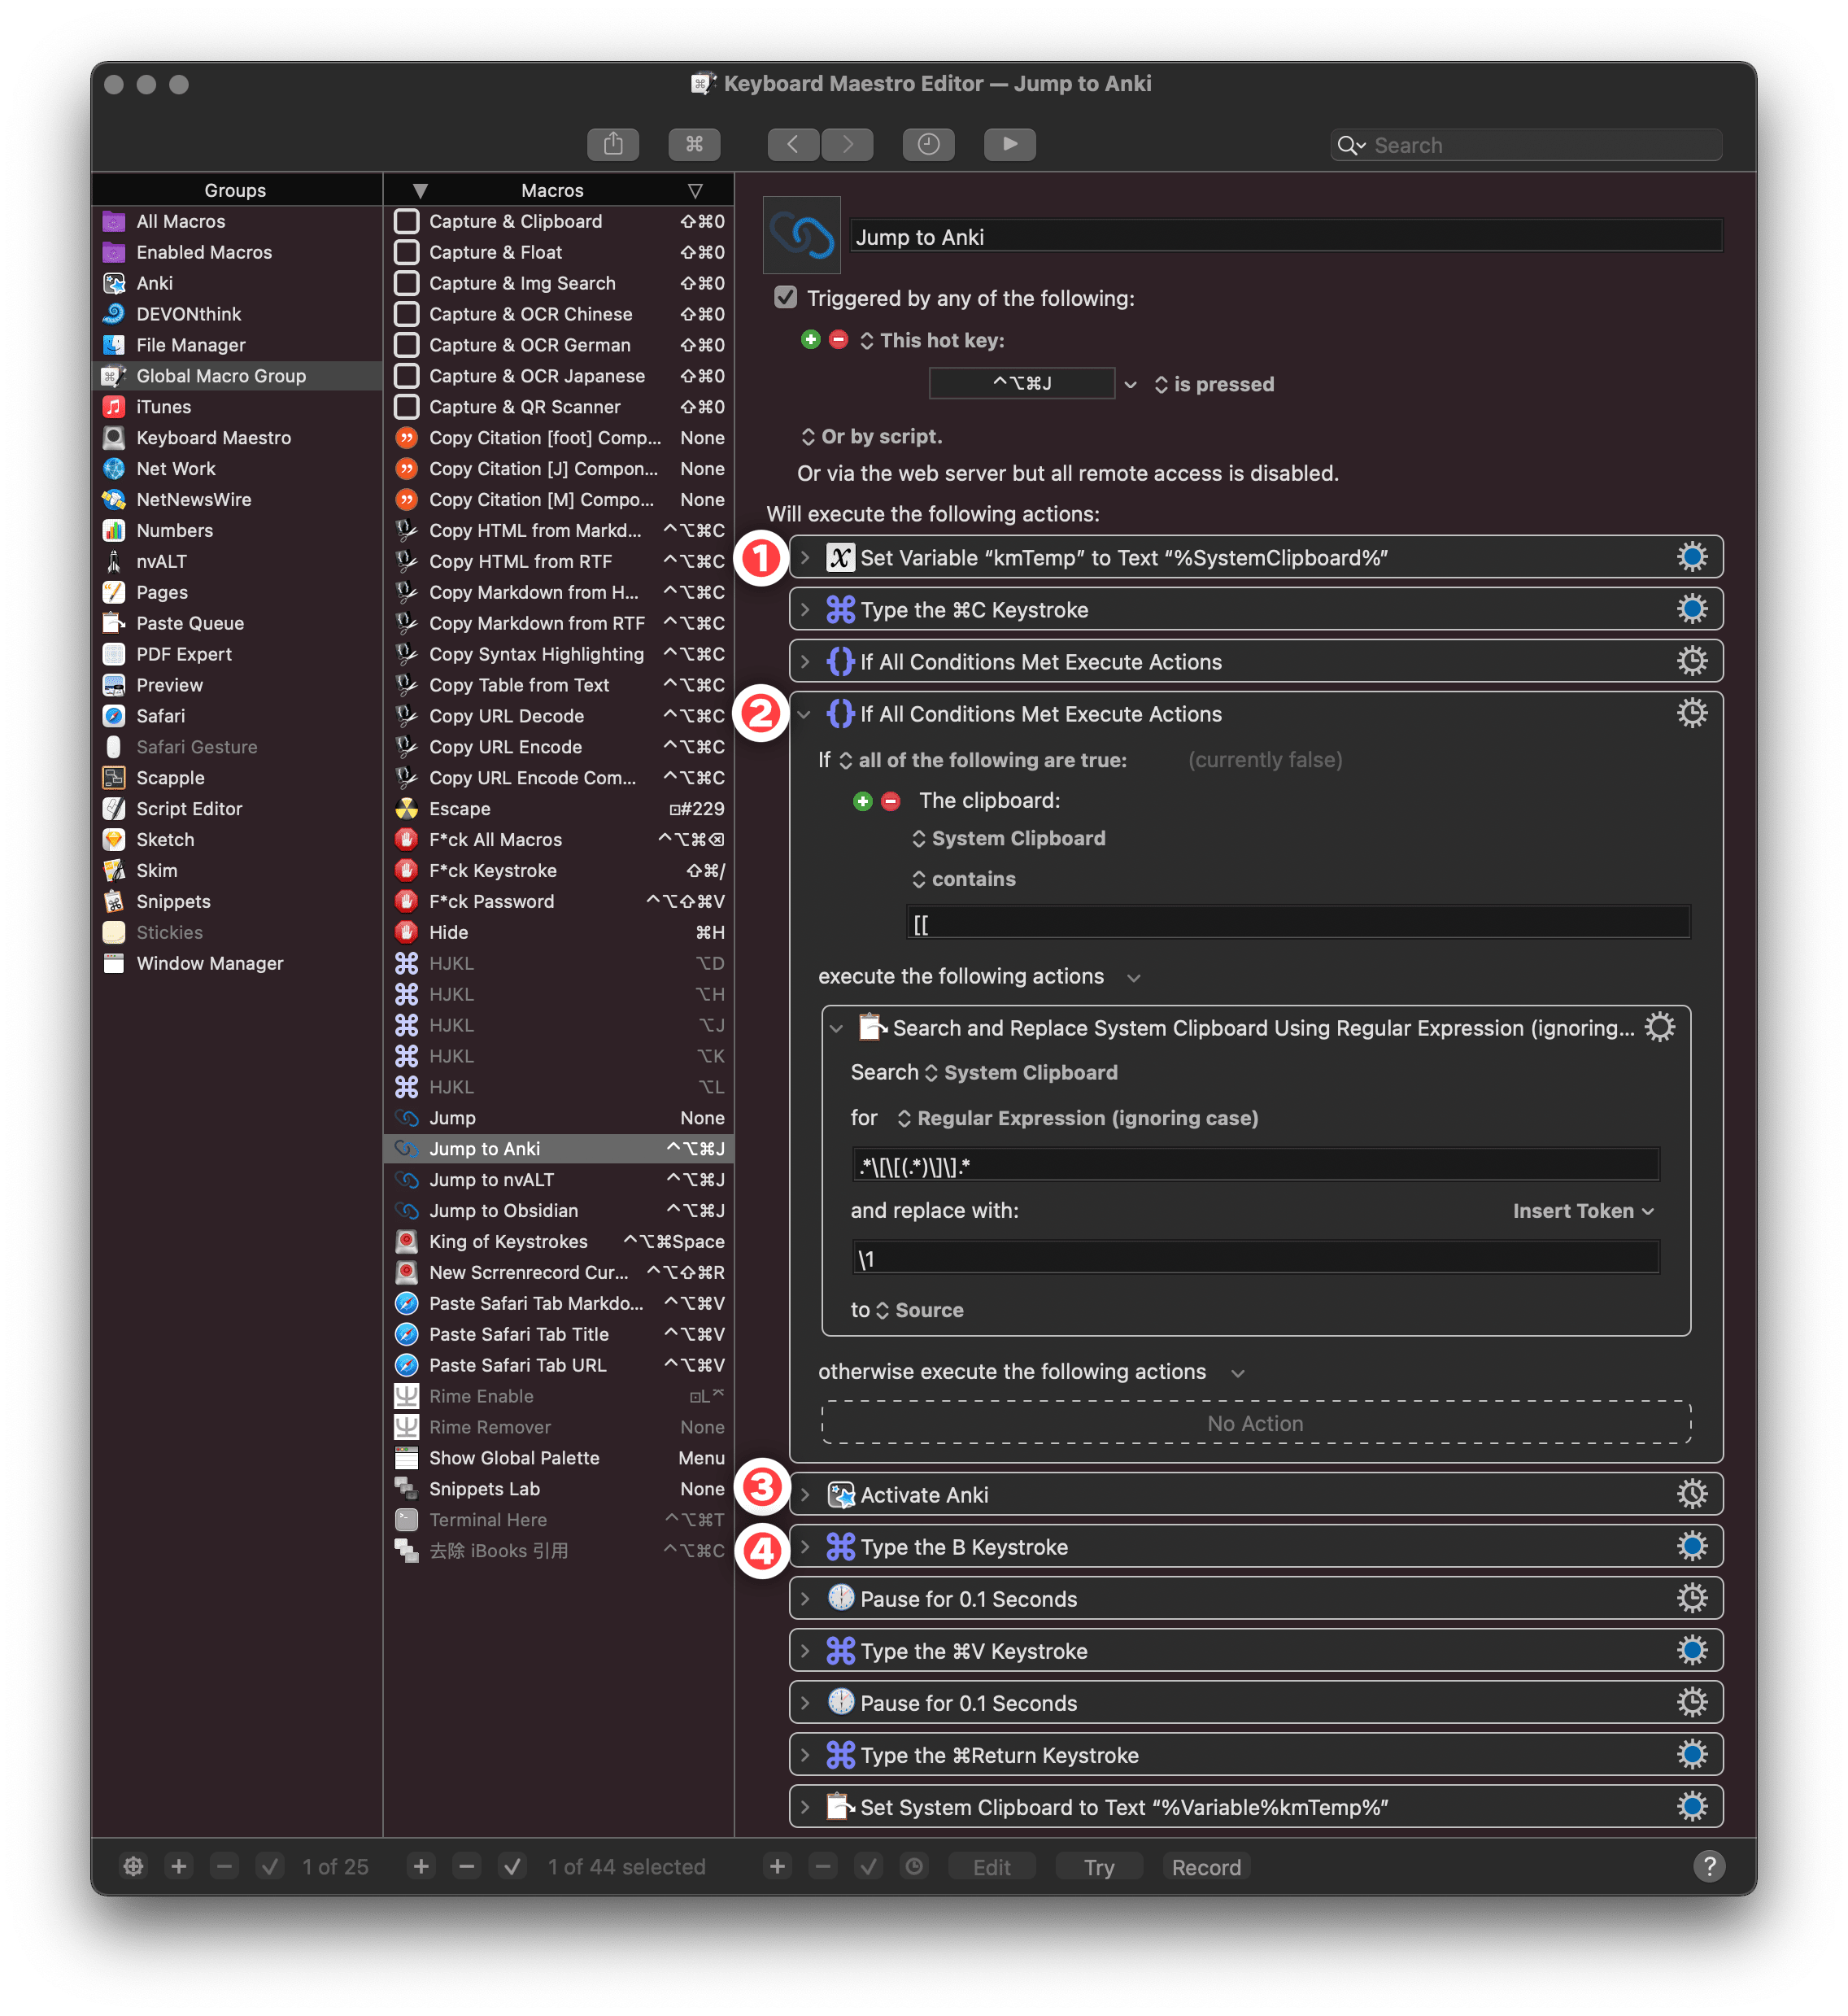 Keyboard Maestro Editor — Jump to Anki
Search
Groups
All Macros
Enabled Macros
Anki
DEVONthink
File Manager
Global Macro Group
iTunes
Keyboard Maestro
Net Work
NetNewsWire
Numbers
nvALT
Pages
Paste Queue
PDF Expert
Preview
Safari
Safari Gesture
Scapple
Script Editor
Sketch
Skim
Snippets
Stickies
Window Manager
1 of 25
Macros
Capture & Clipboard ⇧⌘0
Capture & Float ⇧⌘0
Capture & Img Search ⇧⌘0
Capture & OCR Chinese ⇧⌘0
Capture & OCR German ⇧⌘0
Capture & OCR Japanese ⇧⌘0
Capture & QR Scanner ⇧⌘0
Copy Citation [foot] Comp... None
Copy Citation [J] Compon... None
Copy Citation [M] Compo... None
Copy HTML from Markd... ^⌥⌘C
Copy HTML from RTF ^⌥⌘C
Copy Markdown from H... ^⌥⌘C
Copy Markdown from RTF ^⌥⌘C
Copy Syntax Highlighting ^⌥⌘C
Copy Table from Text ^⌥⌘C
Copy URL Decode ^⌥⌘C
Copy URL Encode ^⌥⌘C
Copy URL Encode Com... ^⌥⌘C
Escape ⊡#229
F*ck All Macros ^⌥⌘⌫
F*ck Keystroke ⇧⌘/
F*ck Password ^⌥⇧⌘V
Hide ⌘H
HJKL ⌥D
HJKL ⌥H
HJKL ⌥J
HJKL ⌥K
HJKL ⌥L
Jump None
Jump to Anki ^⌥⌘J
Jump to nvALT ^⌥⌘J
Jump to Obsidian ^⌥⌘J
King of Keystrokes ^⌥⌘Space
New Scrrenrecord Cur... ^⌥⇧⌘R
Paste Safari Tab Markdo... ^⌥⌘V
Paste Safari Tab Title ^⌥⌘V
Paste Safari Tab URL ^⌥⌘V
Rime Enable ⊡L⌤
Rime Remover None
Show Global Palette Menu
Snippets Lab None
Terminal Here ^⌥⌘T
去除 iBooks 引用 ^⌥⌘C
1 of 44 selected
Jump to Anki
Triggered by any of the following:
This hot key:
^⌥⌘J is pressed
Or by script.
Or via the web server but all remote access is disabled.
Will execute the following actions:
1 Set Variable “kmTemp” to Text “%SystemClipboard%”
Type the ⌘C Keystroke
If All Conditions Met Execute Actions
2 If All Conditions Met Execute Actions
If all of the following are true: (currently false)
The clipboard:
System Clipboard
contains
[[
execute the following actions
Search and Replace System Clipboard Using Regular Expression (ignoring...
Search System Clipboard
for Regular Expression (ignoring case)
.*\[\[(.*)\]\].*
and replace with: Insert Token
\1
to Source
otherwise execute the following actions
No Action
3 Activate Anki
4 Type the B Keystroke
Pause for 0.1 Seconds
Type the ⌘V Keystroke
Pause for 0.1 Seconds
Type the ⌘Return Keystroke
Set System Clipboard to Text “%Variable%kmTemp%”
Edit Try Record ?